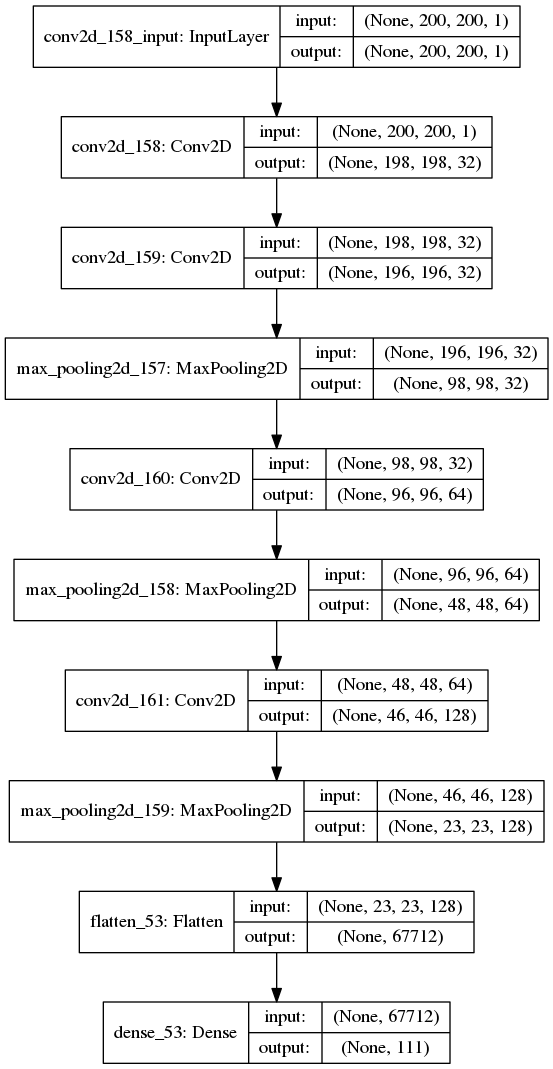 conv2d_158_input: InputLayer
input: (None, 200, 200, 1)
output: (None, 200, 200, 1)
conv2d_158: Conv2D
input: (None, 200, 200, 1)
output: (None, 198, 198, 32)
conv2d_159: Conv2D
input: (None, 198, 198, 32)
output: (None, 196, 196, 32)
max_pooling2d_157: MaxPooling2D
input: (None, 196, 196, 32)
output: (None, 98, 98, 32)
conv2d_160: Conv2D
input: (None, 98, 98, 32)
output: (None, 96, 96, 64)
max_pooling2d_158: MaxPooling2D
input: (None, 96, 96, 64)
output: (None, 48, 48, 64)
conv2d_161: Conv2D
input: (None, 48, 48, 64)
output: (None, 46, 46, 128)
max_pooling2d_159: MaxPooling2D
input: (None, 46, 46, 128)
output: (None, 23, 23, 128)
flatten_53: Flatten
input: (None, 23, 23, 128)
output: (None, 67712)
dense_53: Dense
input: (None, 67712)
output: (None, 111)